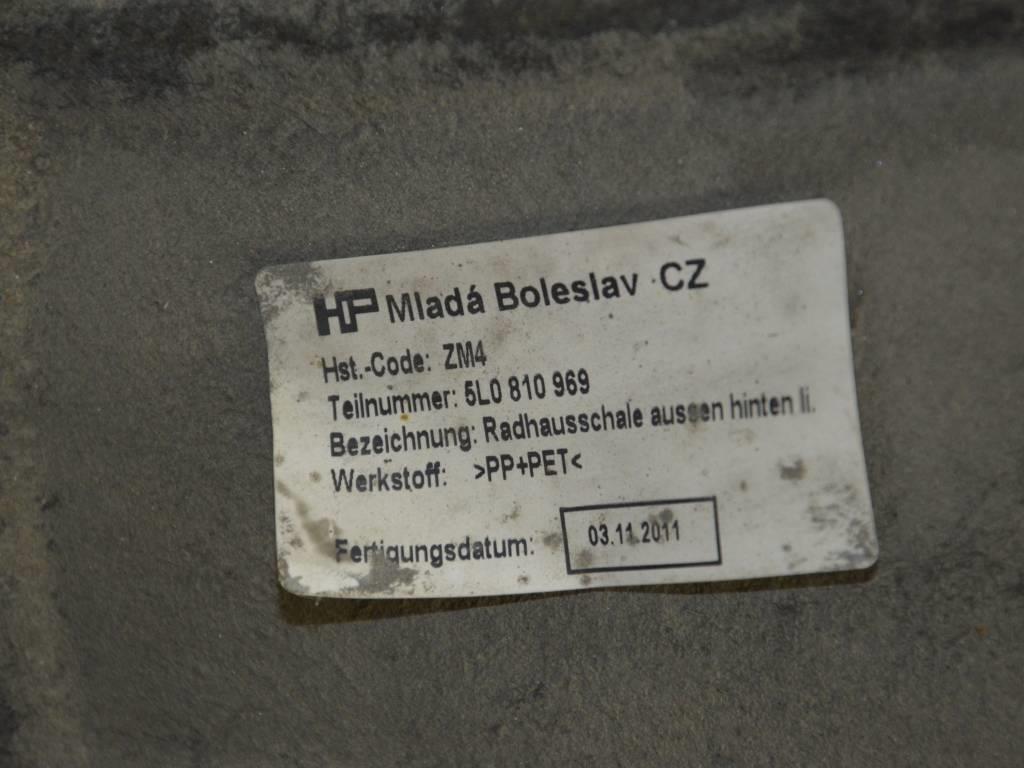 HP Mladá Boleslav CZ
Hst.-Code: ZM4
Teilnummer: 5L0 810 969
Bezeichnung: Radhausschale aussen hinten li.
Werkstoff: >PP+PET<
Fertigungsdatum: 03.11.2011